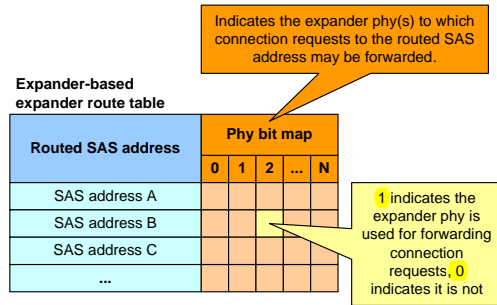 Indicates the expander phy(s) to which
connection requests to the routed SAS
address may be forwarded.
Expander-based
expander route table
Routed SAS address
Phy bit map
0 1 2 ... N
SAS address A
SAS address B
SAS address C
...
1 indicates the
expander phy is
used for forwarding
connection
requests, 0
indicates it is not